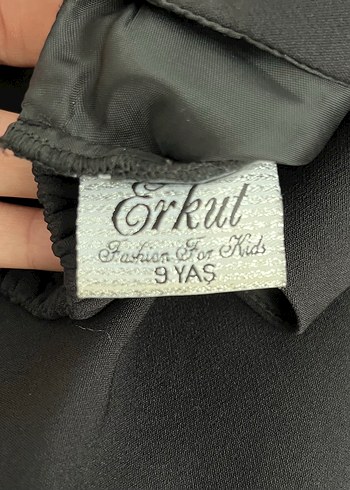 Erkut
Fashion For Kids
9 YAS